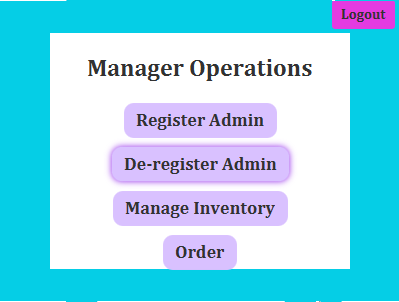 Logout
Manager Operations
Register Admin
De-register Admin
Manage Inventory
Order